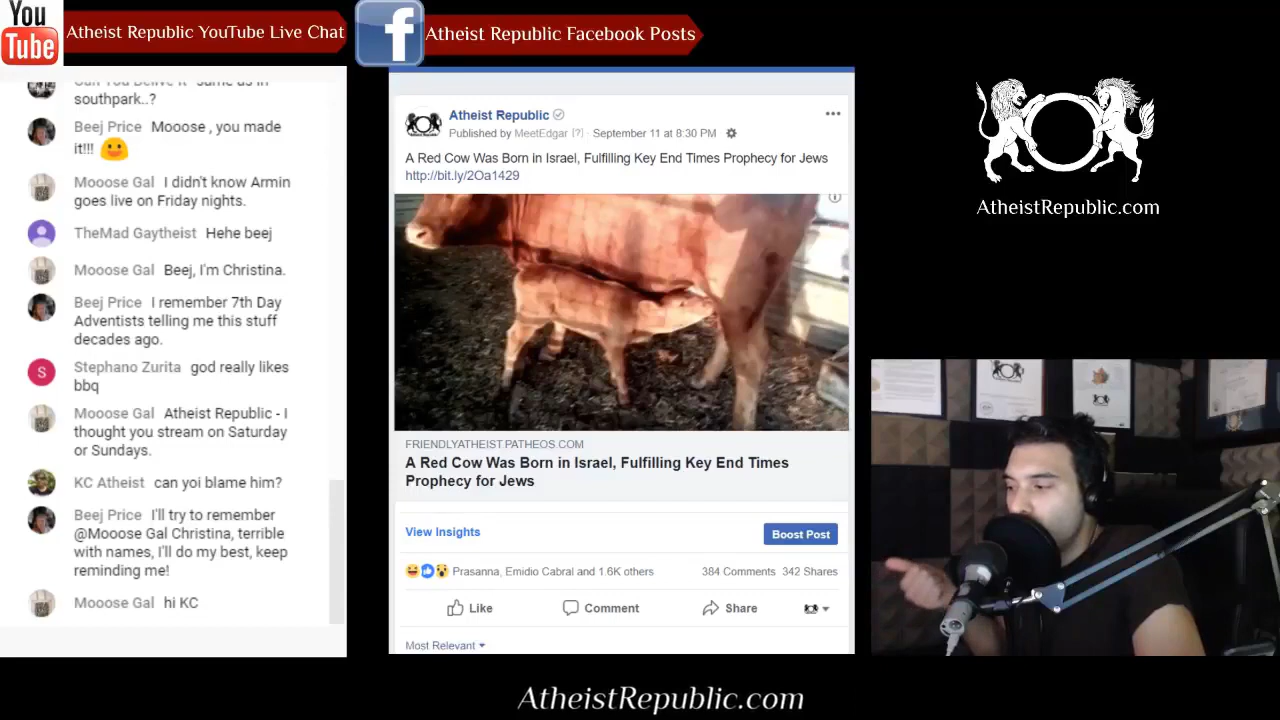 You
Tube
Atheist Republic YouTube Live Chat
Atheist Republic Facebook Posts
same as in
southpark..?
Beej Price Mooose , you made
it!!!
Mooose Gal I didn't know Armin
goes live on Friday nights.
TheMad Gaytheist Hehe beej
Mooose Gal Beej, I'm Christina.
Beej Price I remember 7th Day
Adventists telling me this stuff
decades ago.
S
Stephano Zurita god really likes
bbq
Mooose Gal Atheist Republic - I
thought you stream on Saturday
or Sundays.
KC Atheist can yoi blame him?
Beej Price I'll try to remember
@Mooose Gal Christina, terrible
with names, I'll do my best, keep
reminding me!
Mooose Gal hi KC
f
Atheist Republic
Published by MeetEdgar [?] · September 11 at 8:30 PM ·
A Red Cow Was Born in Israel, Fulfilling Key End Times Prophecy for Jews
http://bit.ly/2Oa1429
FRIENDLYATHEIST.PATHEOS.COM
A Red Cow Was Born in Israel, Fulfilling Key End Times
Prophecy for Jews
View Insights
Boost Post
Prasanna, Emidio Cabral and 1.6K others
384 Comments 342 Shares
Like
Comment
Share
Most Relevant
AtheistRepublic.com
AtheistRepublic.com